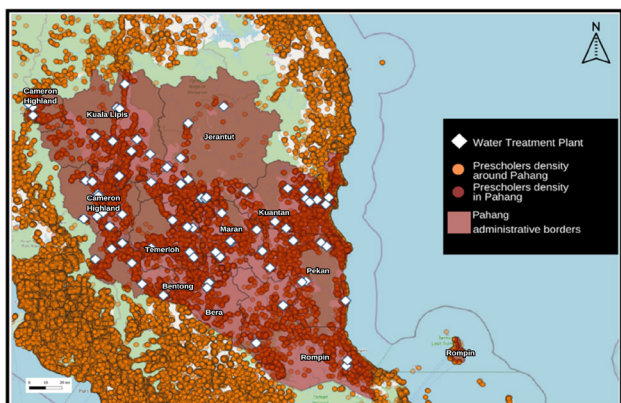 N
Cameron
Highland
Kuala Lipis
Jerantut
Water Treatment Plant
Prescholers density
around Pahang
Prescholers density
in Pahang
Pahang
administrative borders
Cameron
Highland
Kuantan
Maran
Temerloh
Pekan
Bentong
Bera
Rompin
Rompin